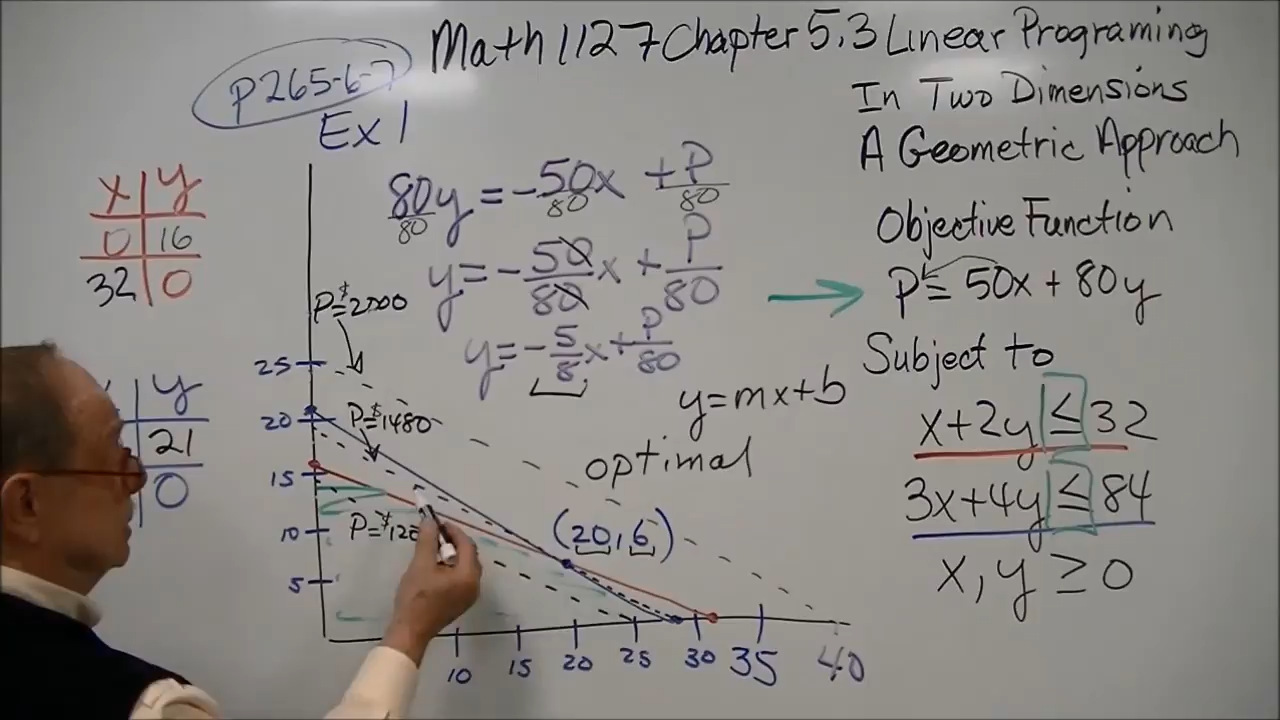 Math 1127 Chapter 5.3 Linear Programing
In Two Dimensions
A Geometric Approach
P 265-6-7
Ex 1
x y
0 16
32 0
y
21
0
80y/80 = -50x/80 + P/80
y = -50/80 x + P/80
y = -5/8 x + P/80
y=mx+b
optimal
Objective Function
P = 50x + 80y
Subject to
x+2y ≤ 32
3x+4y ≤ 84
x, y ≥ 0
P=$2000
P=$1480
(20,6)
25
20
15
10
5
10 15 20 25 30 35 40